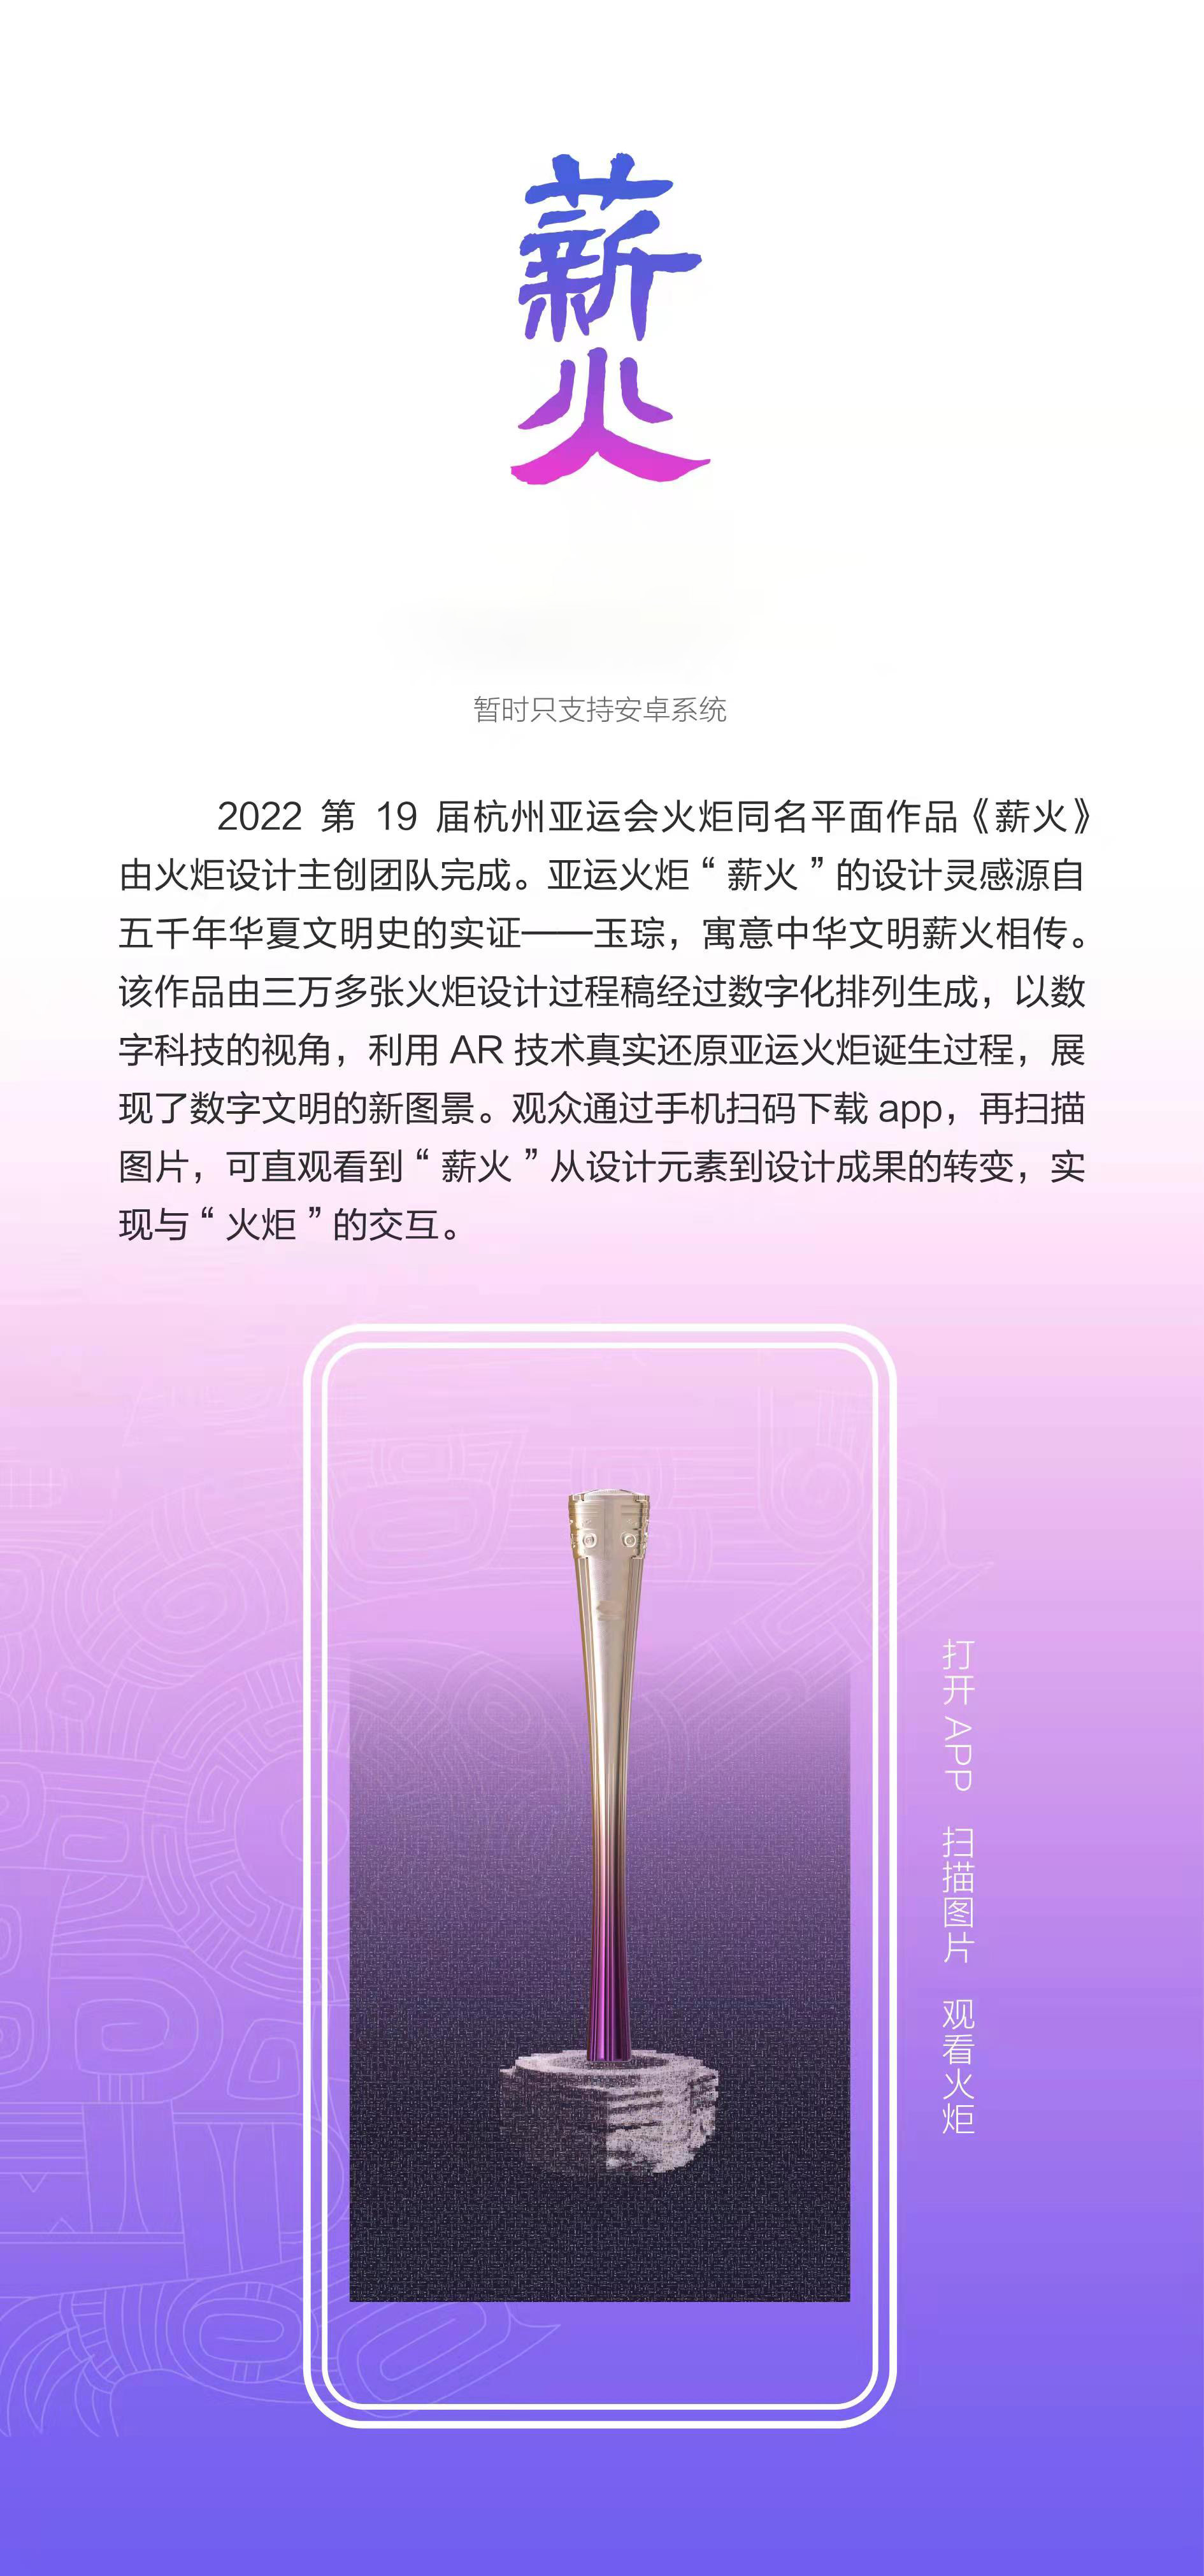 薪
火
暂时只支持安卓系统
2022 第 19 届杭州亚运会火炬同名平面作品《薪火》
由火炬设计主创团队完成。亚运火炬“薪火”的设计灵感源自
五千年华夏文明史的实证——玉琮，寓意中华文明薪火相传。
该作品由三万多张火炬设计过程稿经过数字化排列生成，以数
字科技的视角，利用 AR 技术真实还原亚运火炬诞生过程，展
现了数字文明的新图景。观众通过手机扫码下载 app，再扫描
图片，可直观看到“薪火”从设计元素到设计成果的转变，实
现与“火炬”的交互。
打开 APP 扫描图片 观看火炬